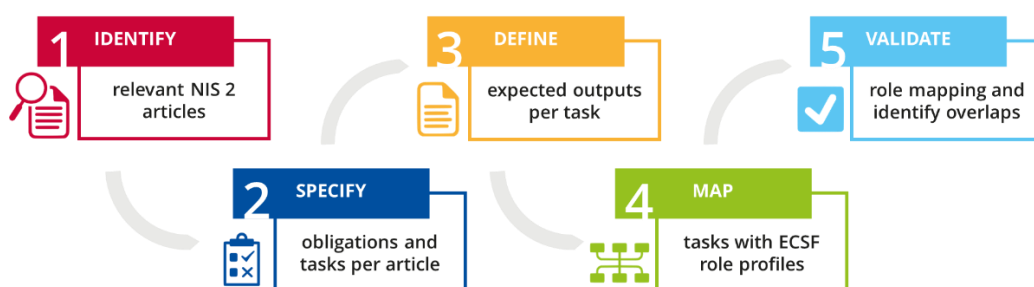 1 IDENTIFY
relevant NIS 2
articles
2 SPECIFY
obligations and
tasks per article
3 DEFINE
expected outputs
per task
4 MAP
tasks with ECSF
role profiles
5 VALIDATE
role mapping and
identify overlaps